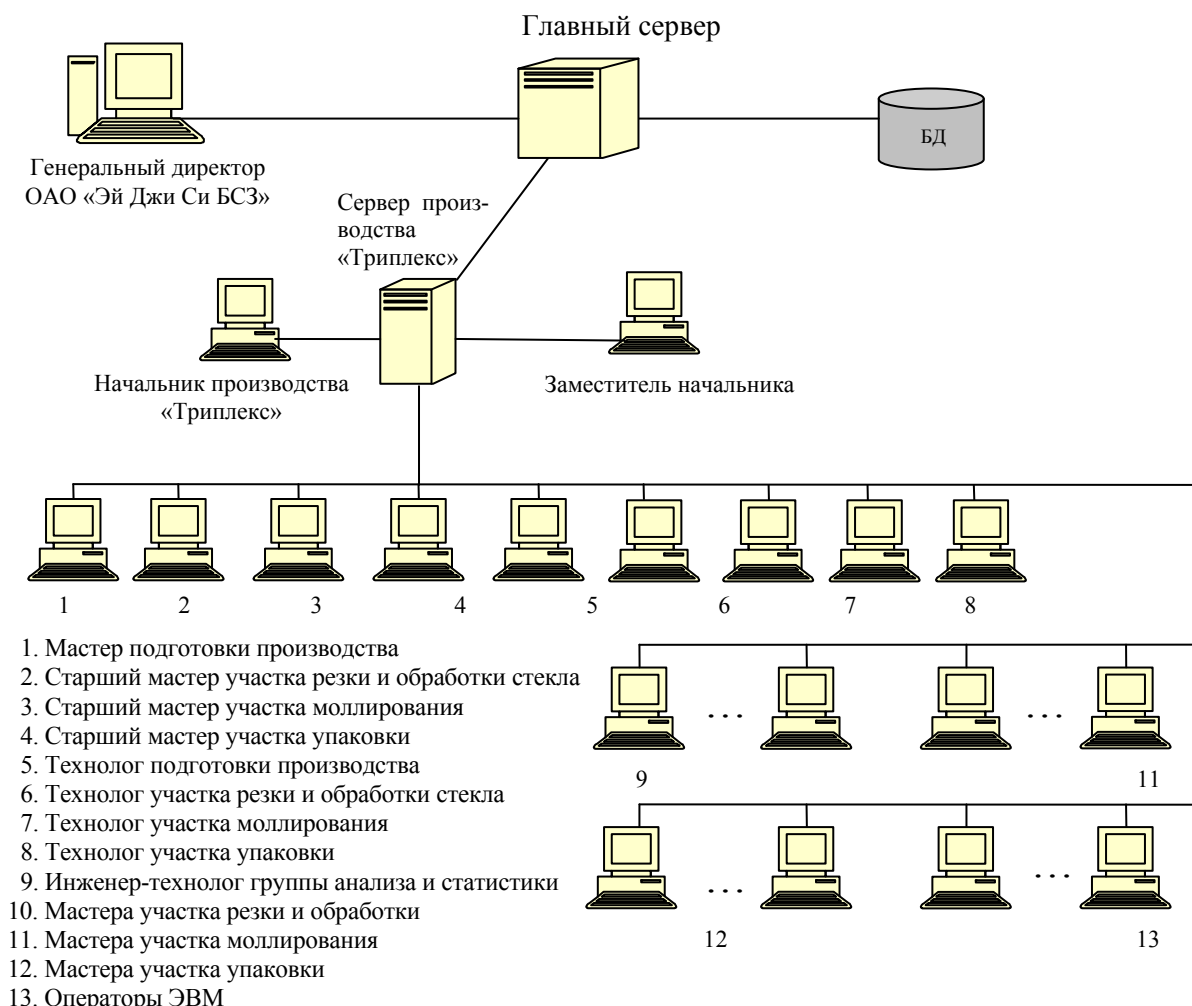 Главный сервер
БД
Генеральный директор
ОАО «Эй Джи Си БСЗ»
Сервер произ-
водства
«Триплекс»
Начальник производства
«Триплекс»
Заместитель начальника
1 2 3 4 5 6 7 8
1. Мастер подготовки производства
2. Старший мастер участка резки и обработки стекла
3. Старший мастер участка моллирования
4. Старший мастер участка упаковки
5. Технолог подготовки производства
6. Технолог участка резки и обработки стекла
7. Технолог участка моллирования
8. Технолог участка упаковки
9. Инженер-технолог группы анализа и статистики
10. Мастера участка резки и обработки
11. Мастера участка моллирования
12. Мастера участка упаковки
13. Операторы ЭВМ
... ...
9 11
... ...
12 13